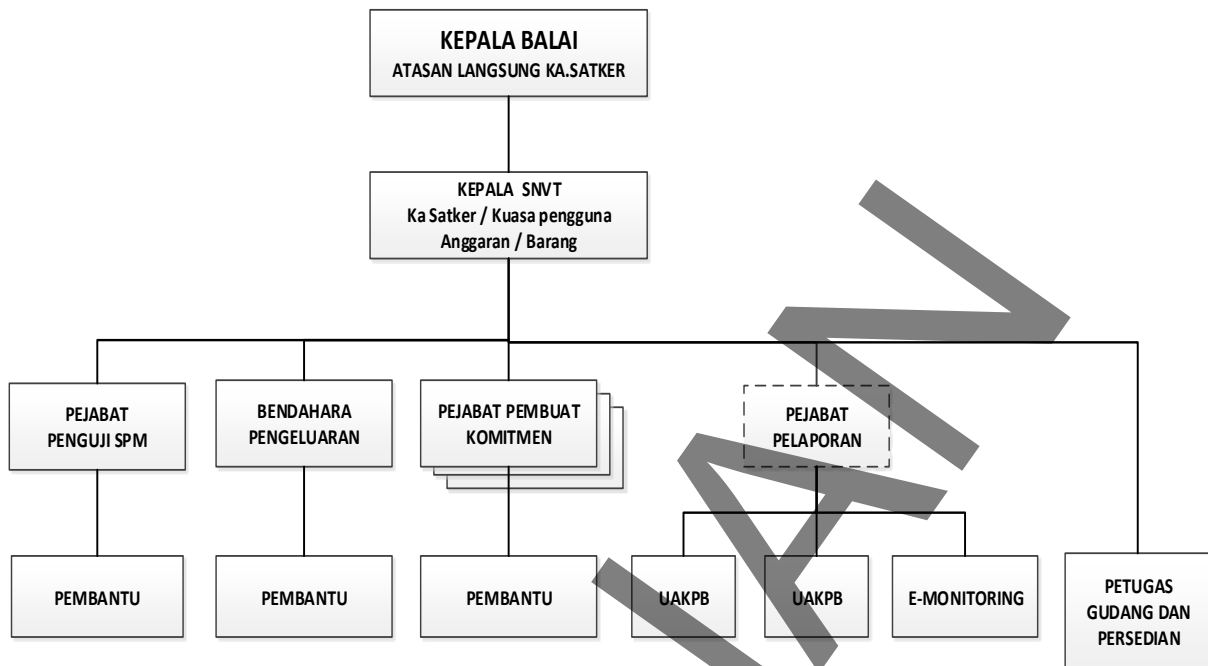 KEPALA BALAI
ATASAN LANGSUNG KA.SATKER
KEPALA SNVT
Ka Satker / Kuasa pengguna
Anggaran / Barang
PEJABAT
PENGUJI SPM
BENDAHARA
PENGELUARAN
PEJABAT PEMBUAT
KOMITMEN
PEJABAT
PELAPORAN
PEMBANTU
PEMBANTU
PEMBANTU
UAKPB
UAKPB
E-MONITORING
PETUGAS
GUDANG DAN
PERSEDIAN